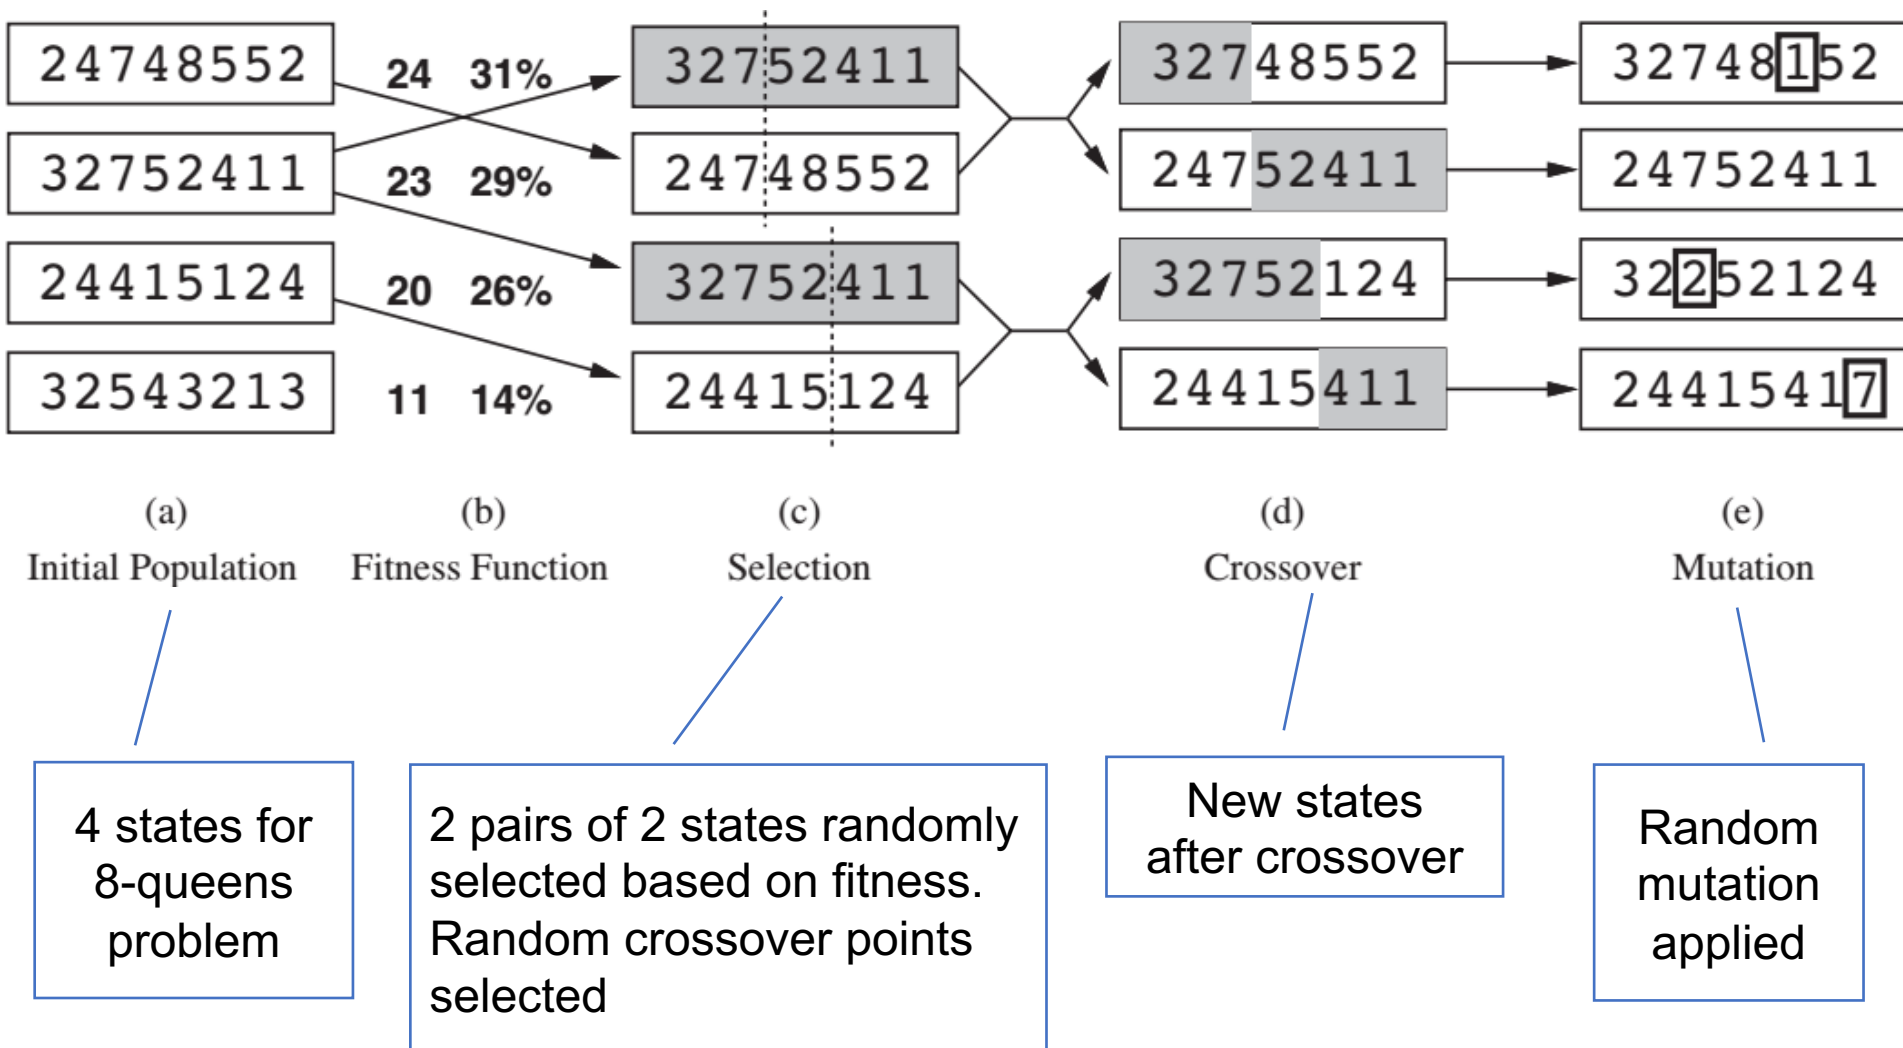 24748552
24 31%
32752411
32748552
32748152
32752411
23 29%
24748552
24752411
24752411
24415124
20 26%
32752411
32752124
32252124
32543213
11 14%
24415124
24415411
24415417
(a)
(b)
(c)
(d)
(e)
Initial Population
Fitness Function
Selection
Crossover
Mutation
4 states for
8-queens
problem
2 pairs of 2 states randomly
selected based on fitness.
Random crossover points
selected
New states
after crossover
Random
mutation
applied